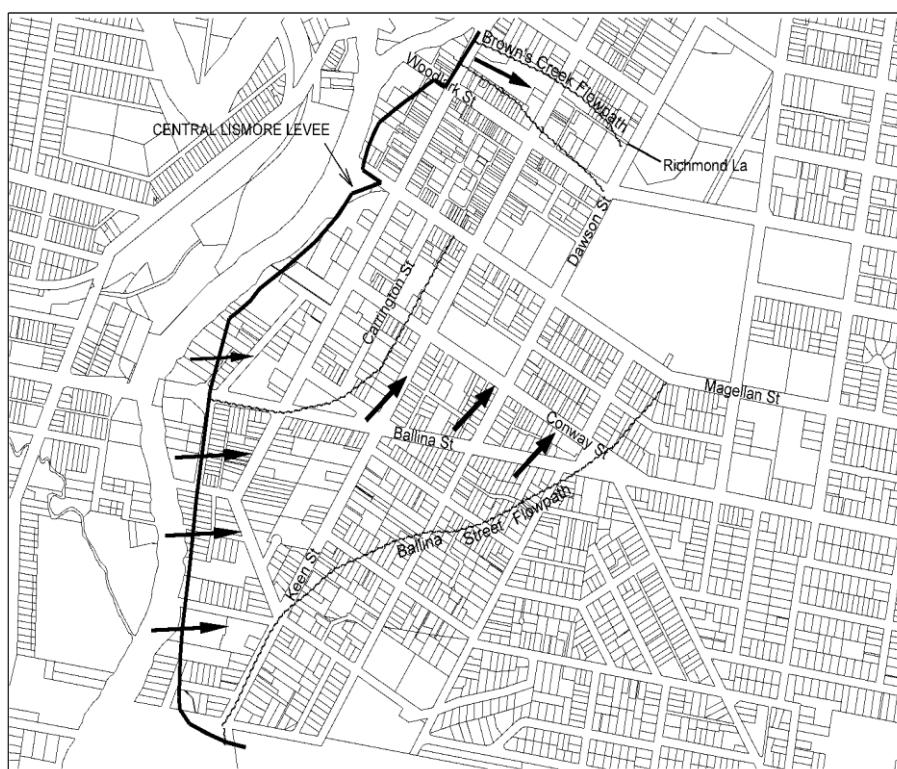 Brown's Creek Flowpath
Woodlark St
CENTRAL LISMORE LEVEE
Richmond La
Dawson St
Carrington St
Magellan St
Conway St
Ballina St
Ballina Street Flowpath
Keen St